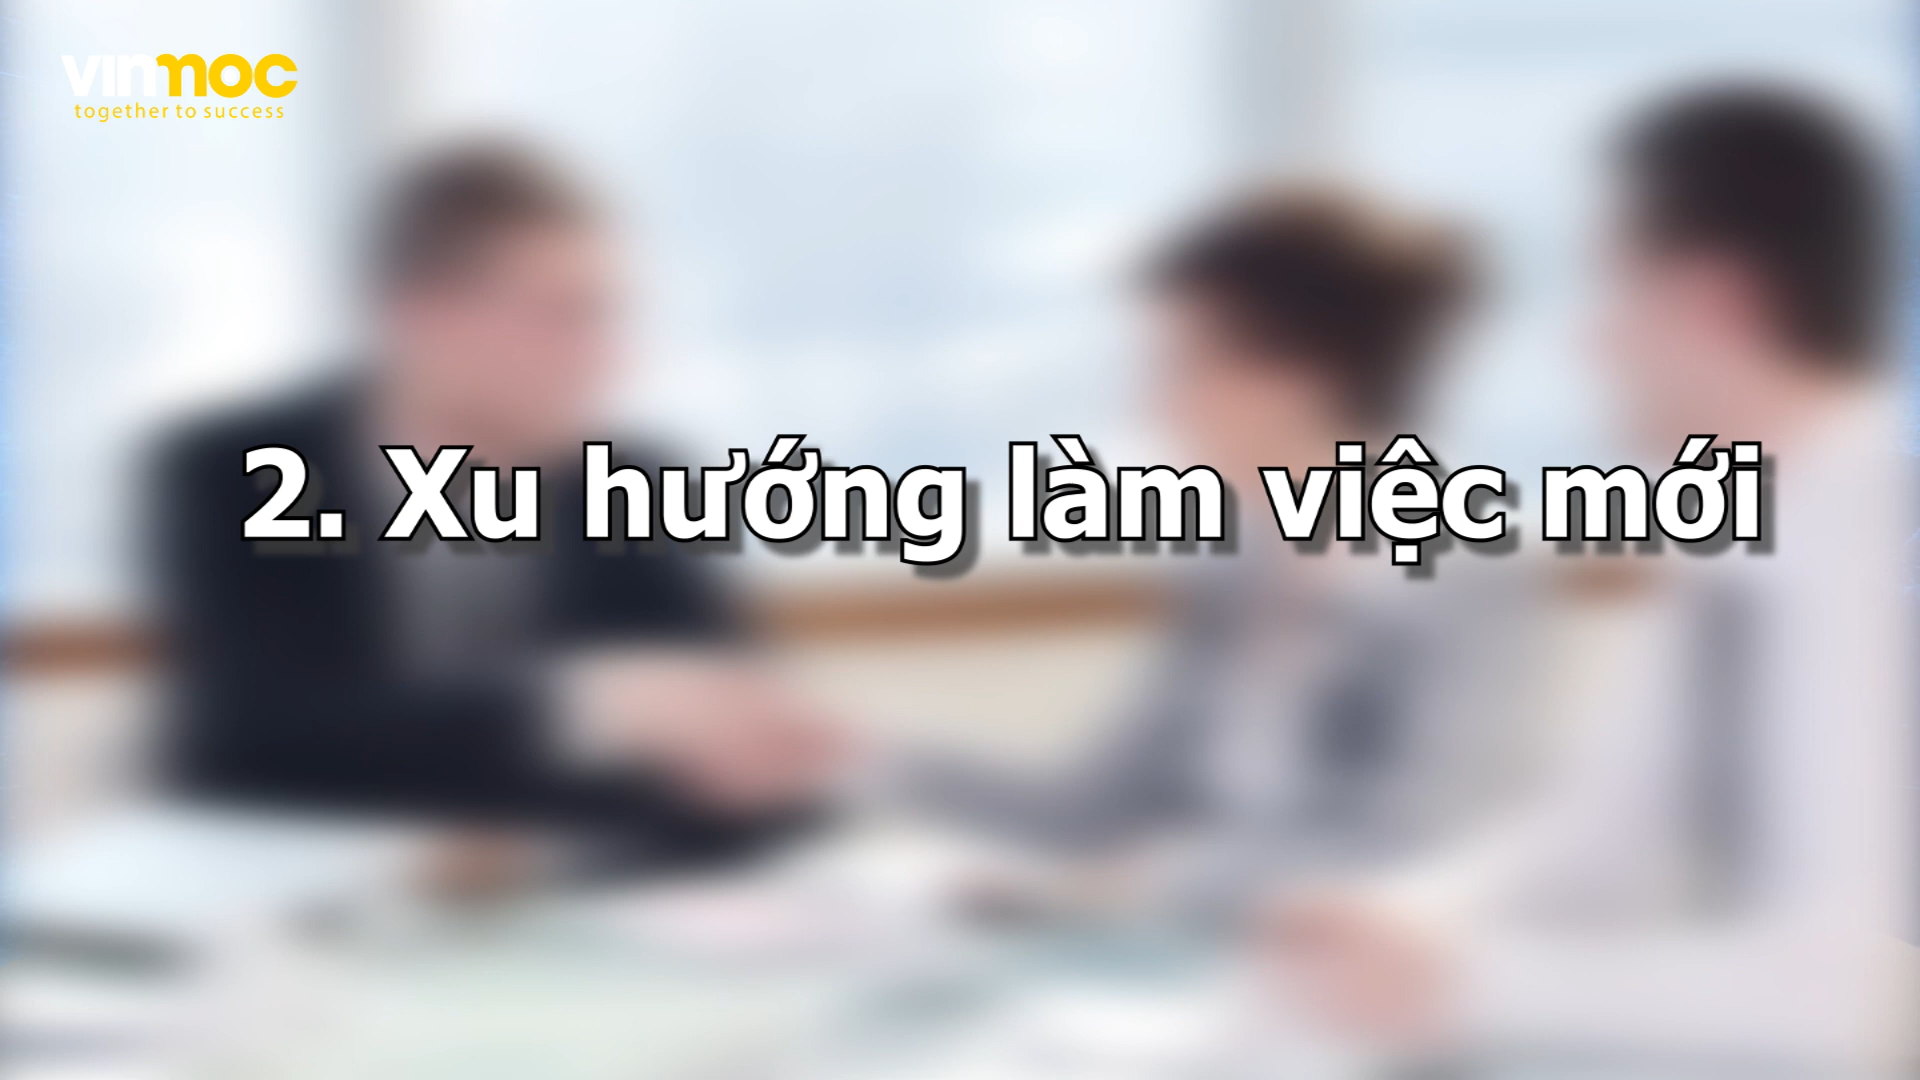 vinmoc
together to success
2. Xu hướng làm việc mới